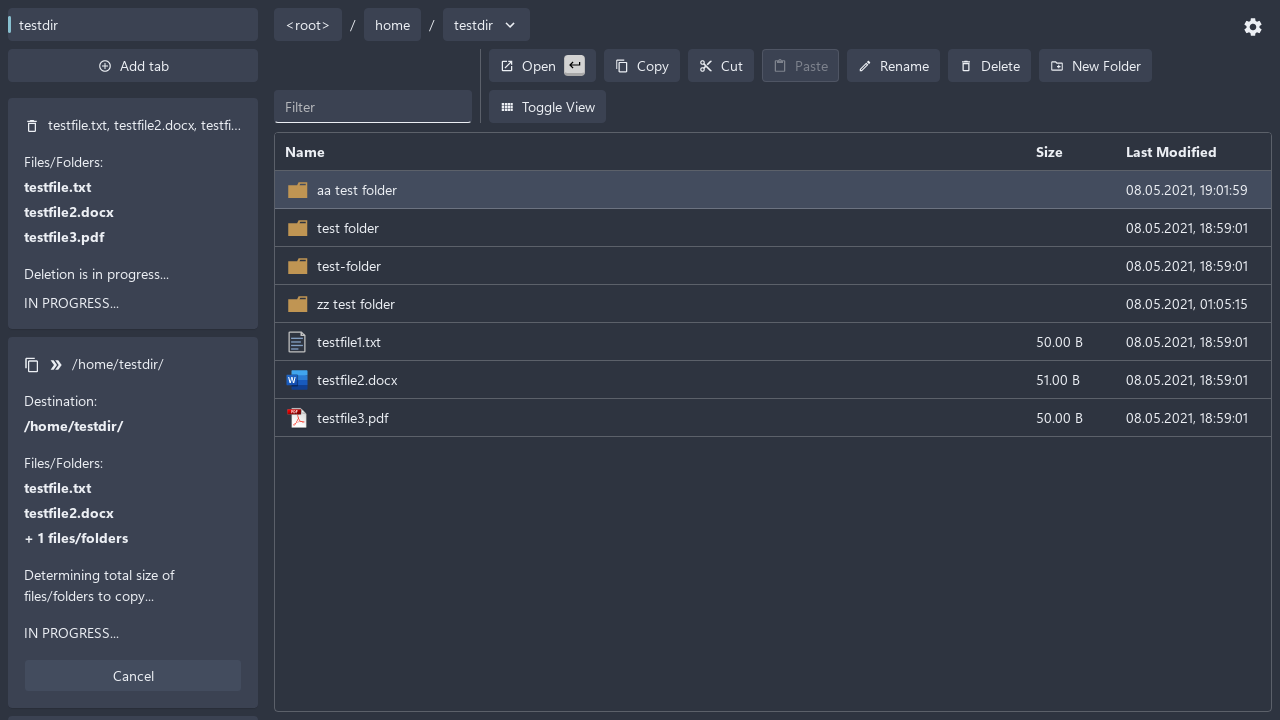 testdir
Add tab
testfile.txt, testfile2.docx, testfi...
Files/Folders:
testfile.txt
testfile2.docx
testfile3.pdf
Deletion is in progress...
IN PROGRESS...
/home/testdir/
Destination:
/home/testdir/
Files/Folders:
testfile.txt
testfile2.docx
+ 1 files/folders
Determining total size of
files/folders to copy...
IN PROGRESS...
Cancel
<root> / home / testdir
Open Copy Cut Paste Rename Delete New Folder
Filter Toggle View
Name Size Last Modified
aa test folder 08.05.2021, 19:01:59
test folder 08.05.2021, 18:59:01
test-folder 08.05.2021, 18:59:01
zz test folder 08.05.2021, 01:05:15
testfile1.txt 50.00 B 08.05.2021, 18:59:01
W testfile2.docx 51.00 B 08.05.2021, 18:59:01
PDF testfile3.pdf 50.00 B 08.05.2021, 18:59:01